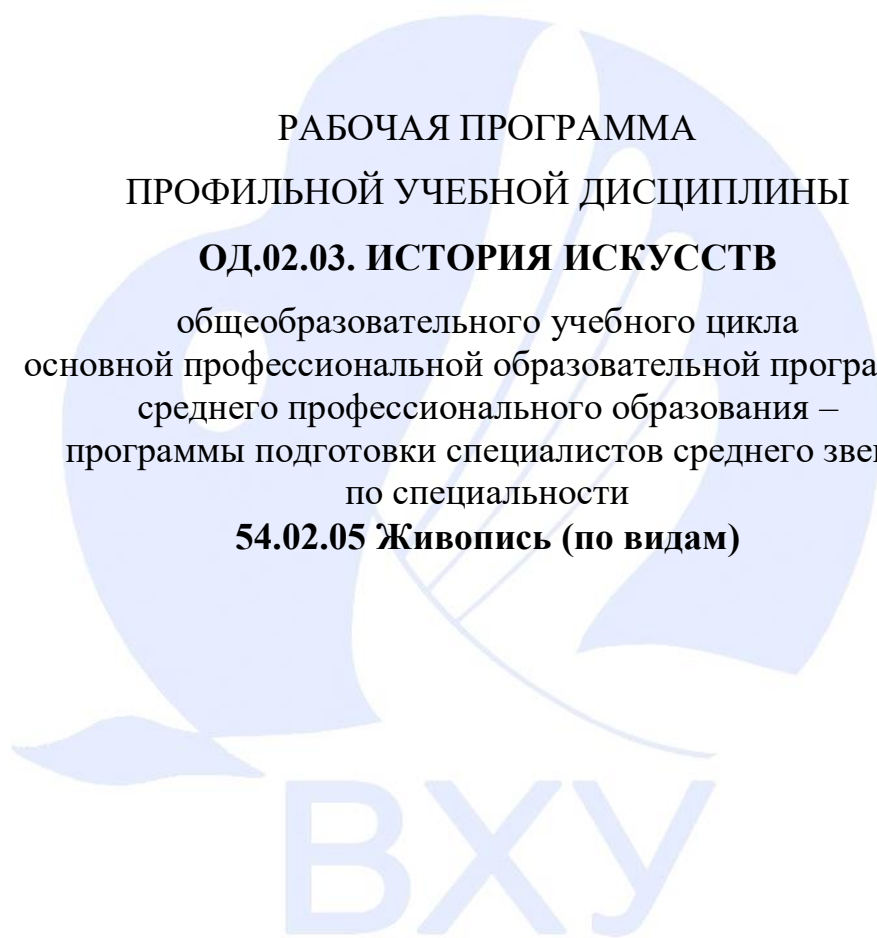 РАБОЧАЯ ПРОГРАММА
ПРОФИЛЬНОЙ УЧЕБНОЙ ДИСЦИПЛИНЫ
ОД.02.03. ИСТОРИЯ ИСКУССТВ
общеобразовательного учебного цикла
основной профессиональной образовательной
среднего профессионального образования –
программы подготовки специалистов среднего
по специальности
54.02.05 Живопись (по видам)
ВХУ